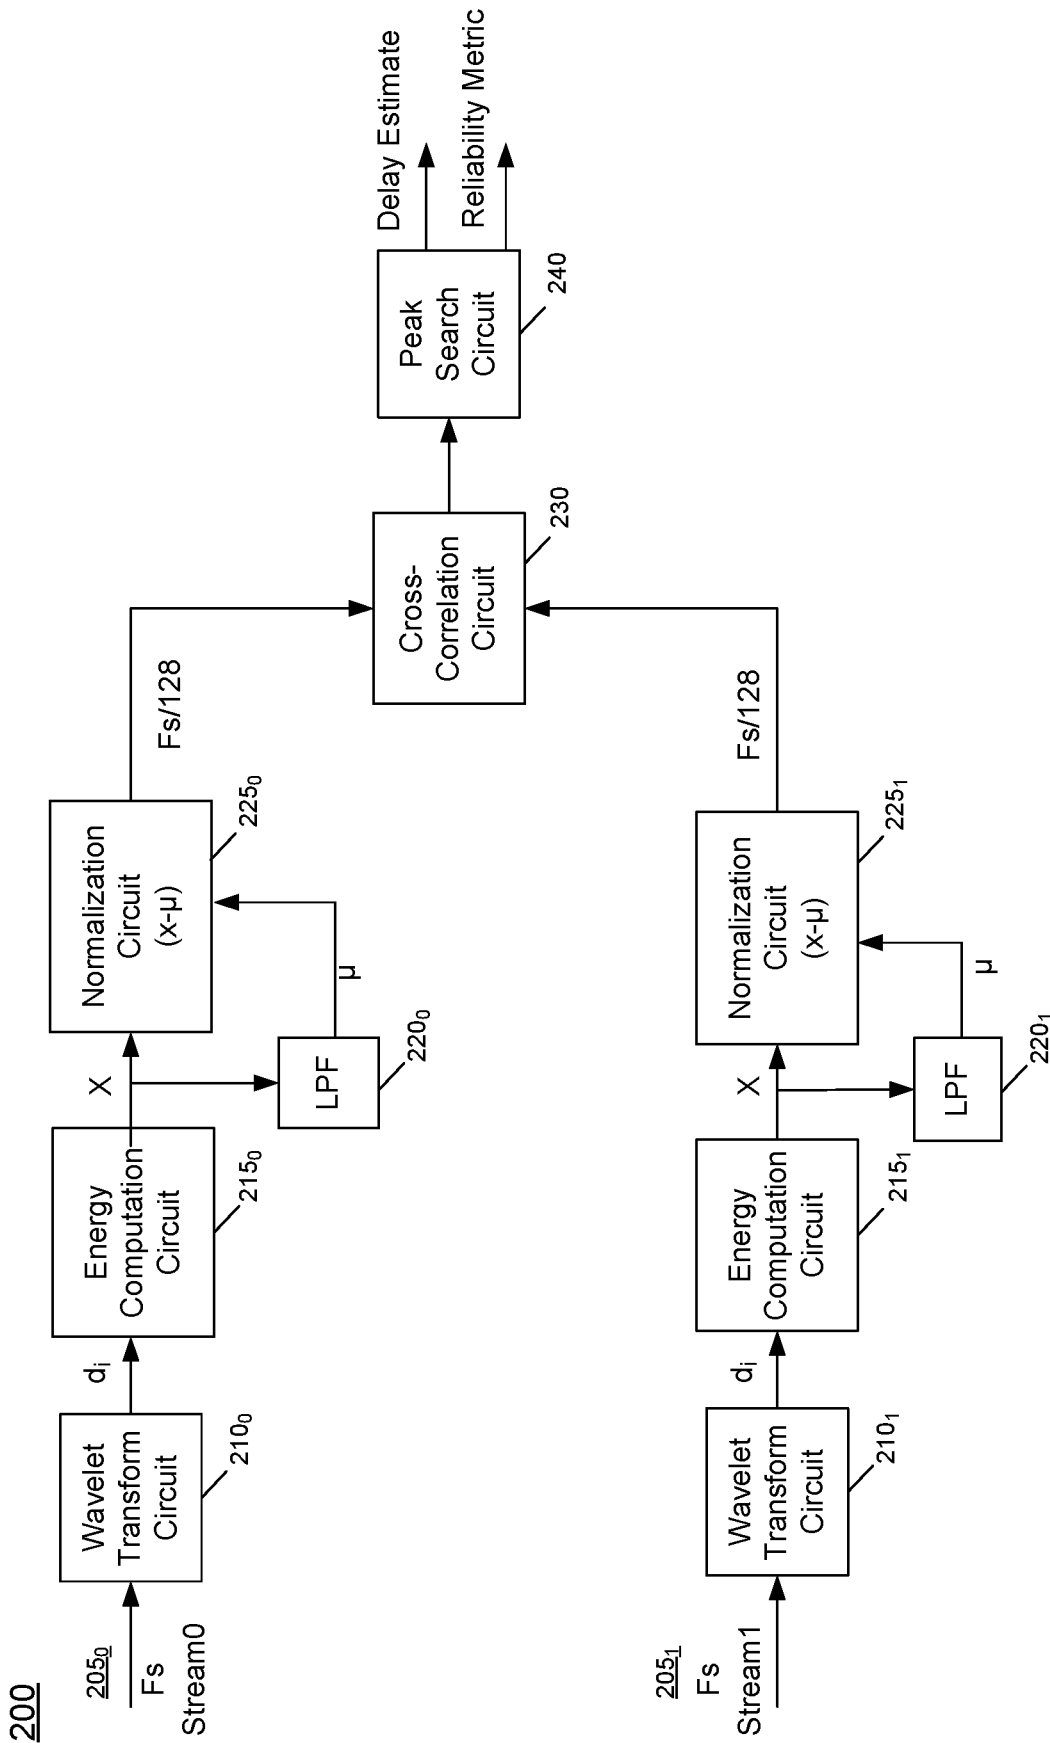 200
205₀
Fs
Stream0
Wavelet
Transform
Circuit
210₀
dᵢ
Energy
Computation
Circuit
215₀
X
LPF
220₀
μ
Normalization
Circuit
(x-μ)
225₀
Fs/128
205₁
Fs
Stream1
Wavelet
Transform
Circuit
210₁
dᵢ
Energy
Computation
Circuit
215₁
X
LPF
220₁
μ
Normalization
Circuit
(x-μ)
225₁
Fs/128
Cross-
Correlation
Circuit
230
Peak
Search
Circuit
240
Delay Estimate
Reliability Metric